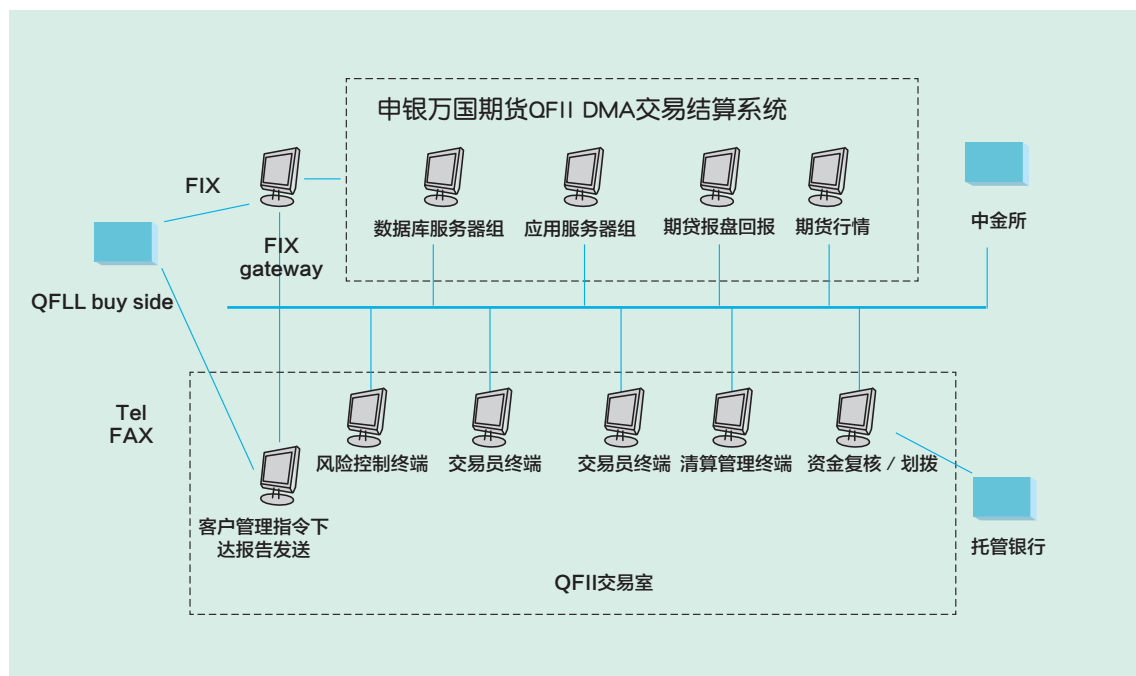 申银万国期货QFII DMA交易结算系统
FIX
数据库服务器组
应用服务器组
期贷报盘回报
期货行情
中金所
FIX
gateway
QFLL buy side
Tel
FAX
风险控制终端
交易员终端
交易员终端
清算管理终端
资金复核 / 划拨
客户管理指令下
达报告发送
托管银行
QFII交易室